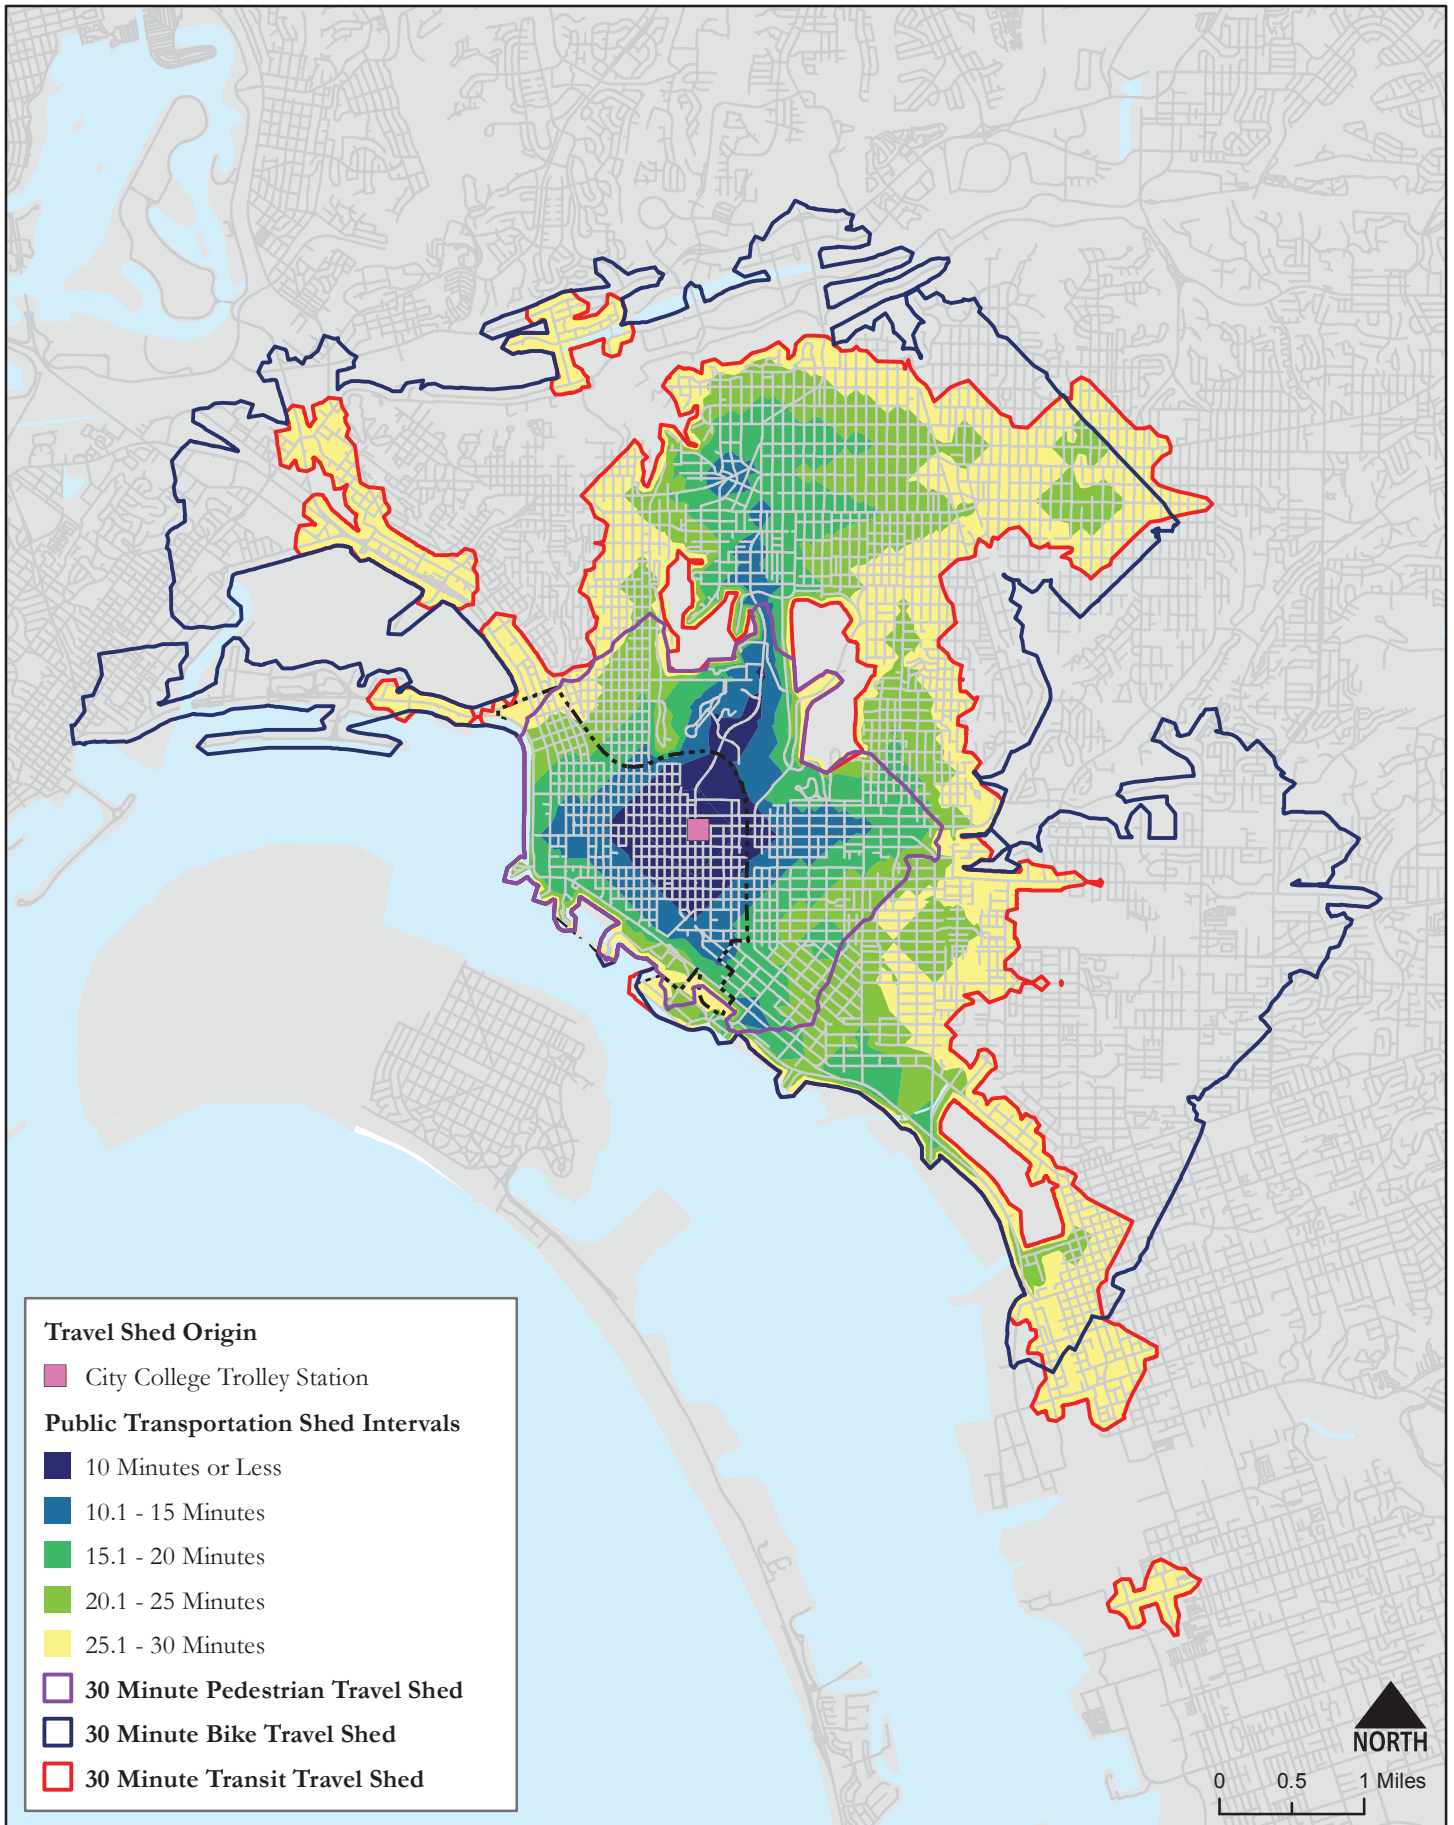 Travel Shed Origin
City College Trolley Station
Public Transportation Shed Intervals
10 Minutes or Less
10.1 - 15 Minutes
15.1 - 20 Minutes
20.1 - 25 Minutes
25.1 - 30 Minutes
30 Minute Pedestrian Travel Shed
30 Minute Bike Travel Shed
30 Minute Transit Travel Shed
NORTH
0 0.5 1 Miles